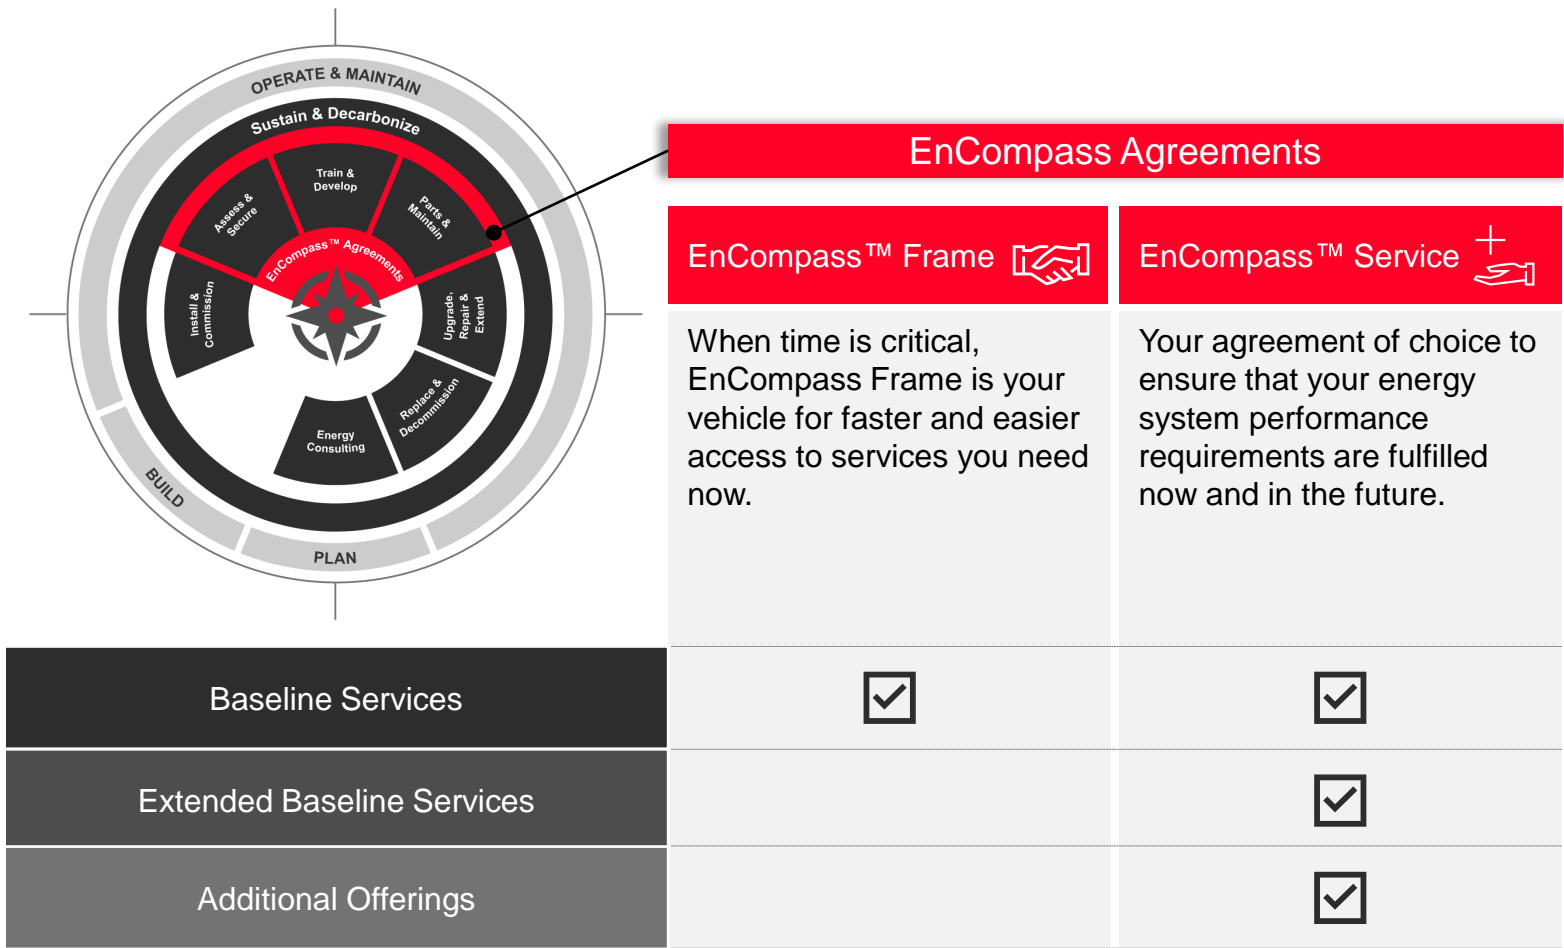 OPERATE & MAINTAIN
Sustain & Decarbonize
Assess &
Secure
Train &
Develop
Parts &
Maintain
EnCompass™ Agreements
Install &
Commission
Upgrade,
Repair &
Extend
Replace &
Decommission
Energy
Consulting
BUILD
PLAN
EnCompass Agreements
EnCompass™ Frame
EnCompass™ Service
When time is critical,
EnCompass Frame is your
vehicle for faster and easier
access to services you need
now.
Your agreement of choice to
ensure that your energy
system performance
requirements are fulfilled
now and in the future.
Baseline Services
Extended Baseline Services
Additional Offerings